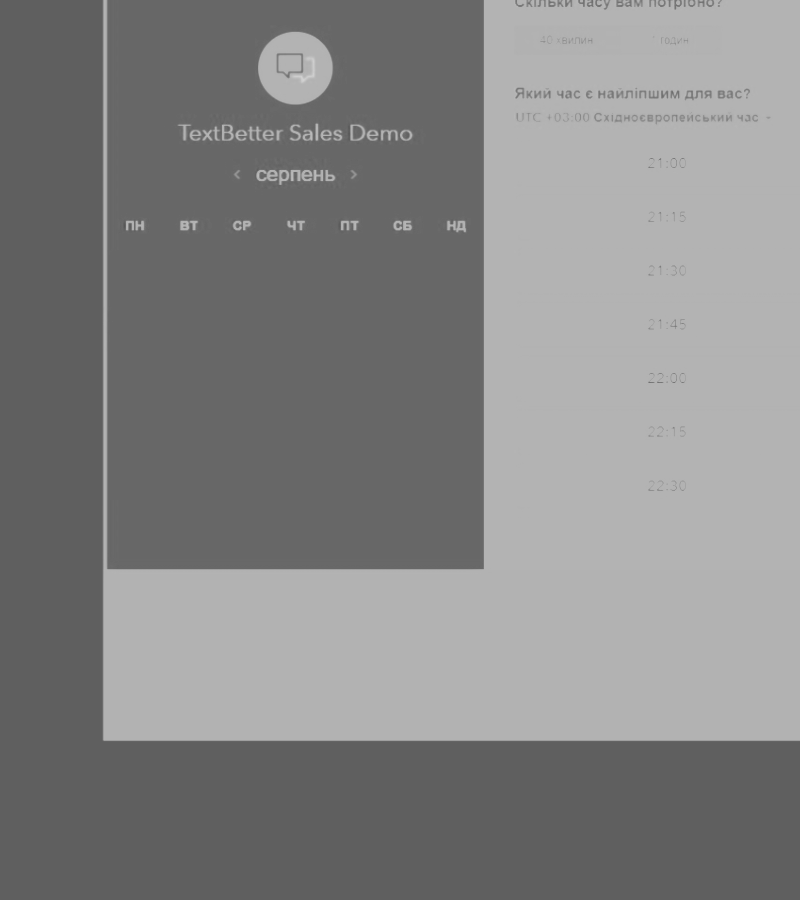 TextBetter Sales Demo
‹ серпень ›
ПН ВТ СР ЧТ ПТ СБ НД
Скільки часу вам потрібно?
40 хвилин 1 годин
Який час є найліпшим для вас?
UTC +03:00 Східноєвропейський час
21:00
21:15
21:30
21:45
22:00
22:15
22:30